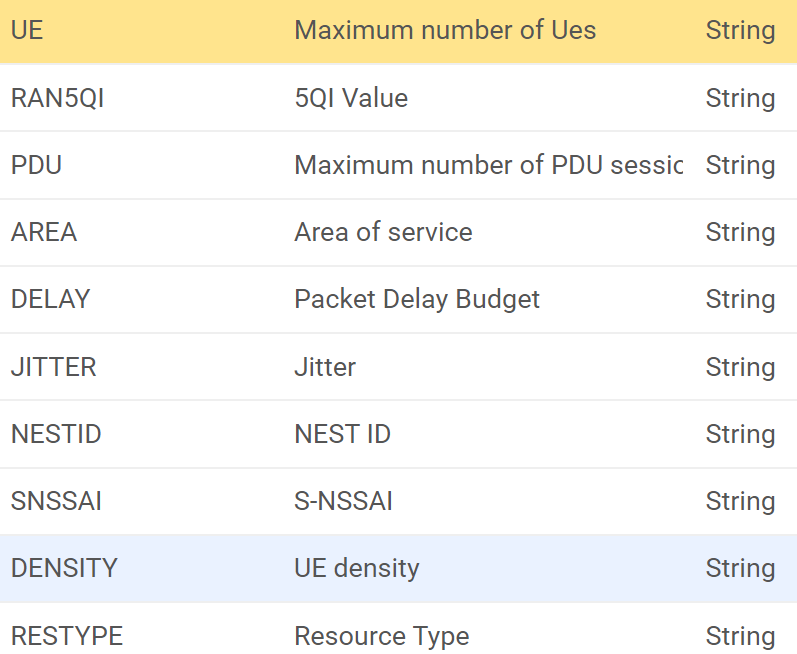 UE Maximum number of Ues String
RAN5QI 5QI Value String
PDU Maximum number of PDU sessic String
AREA Area of service String
DELAY Packet Delay Budget String
JITTER Jitter String
NESTID NEST ID String
SNSSAI S-NSSAI String
DENSITY UE density String
RESTYPE Resource Type String